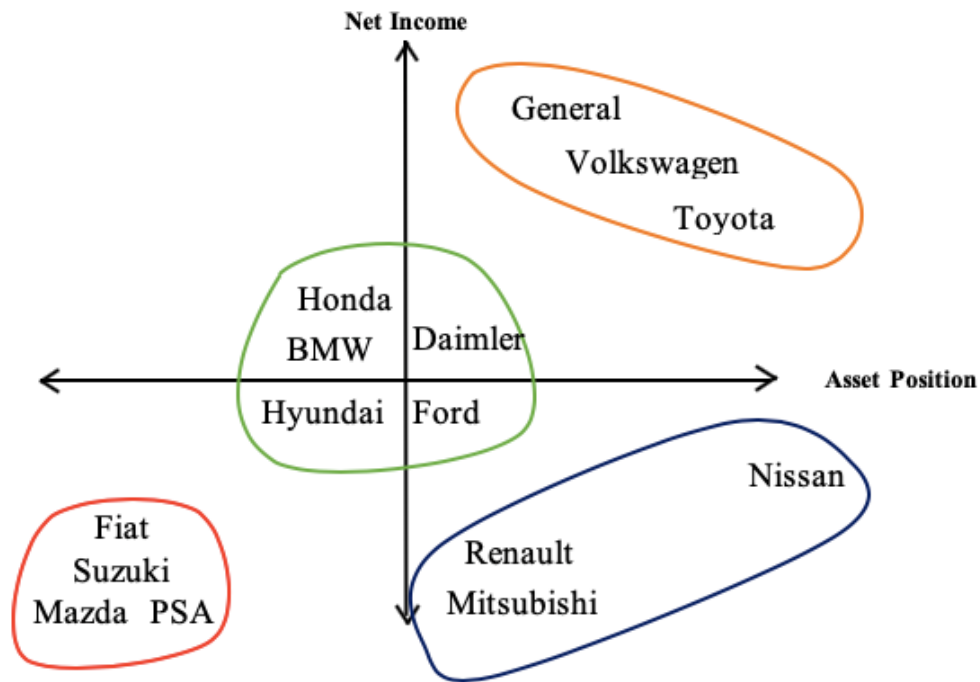 Net Income
General
Volkswagen
Toyota
Honda
BMW
Daimler
Asset Position
Hyundai
Ford
Nissan
Fiat
Suzuki
Mazda PSA
Renault
Mitsubishi